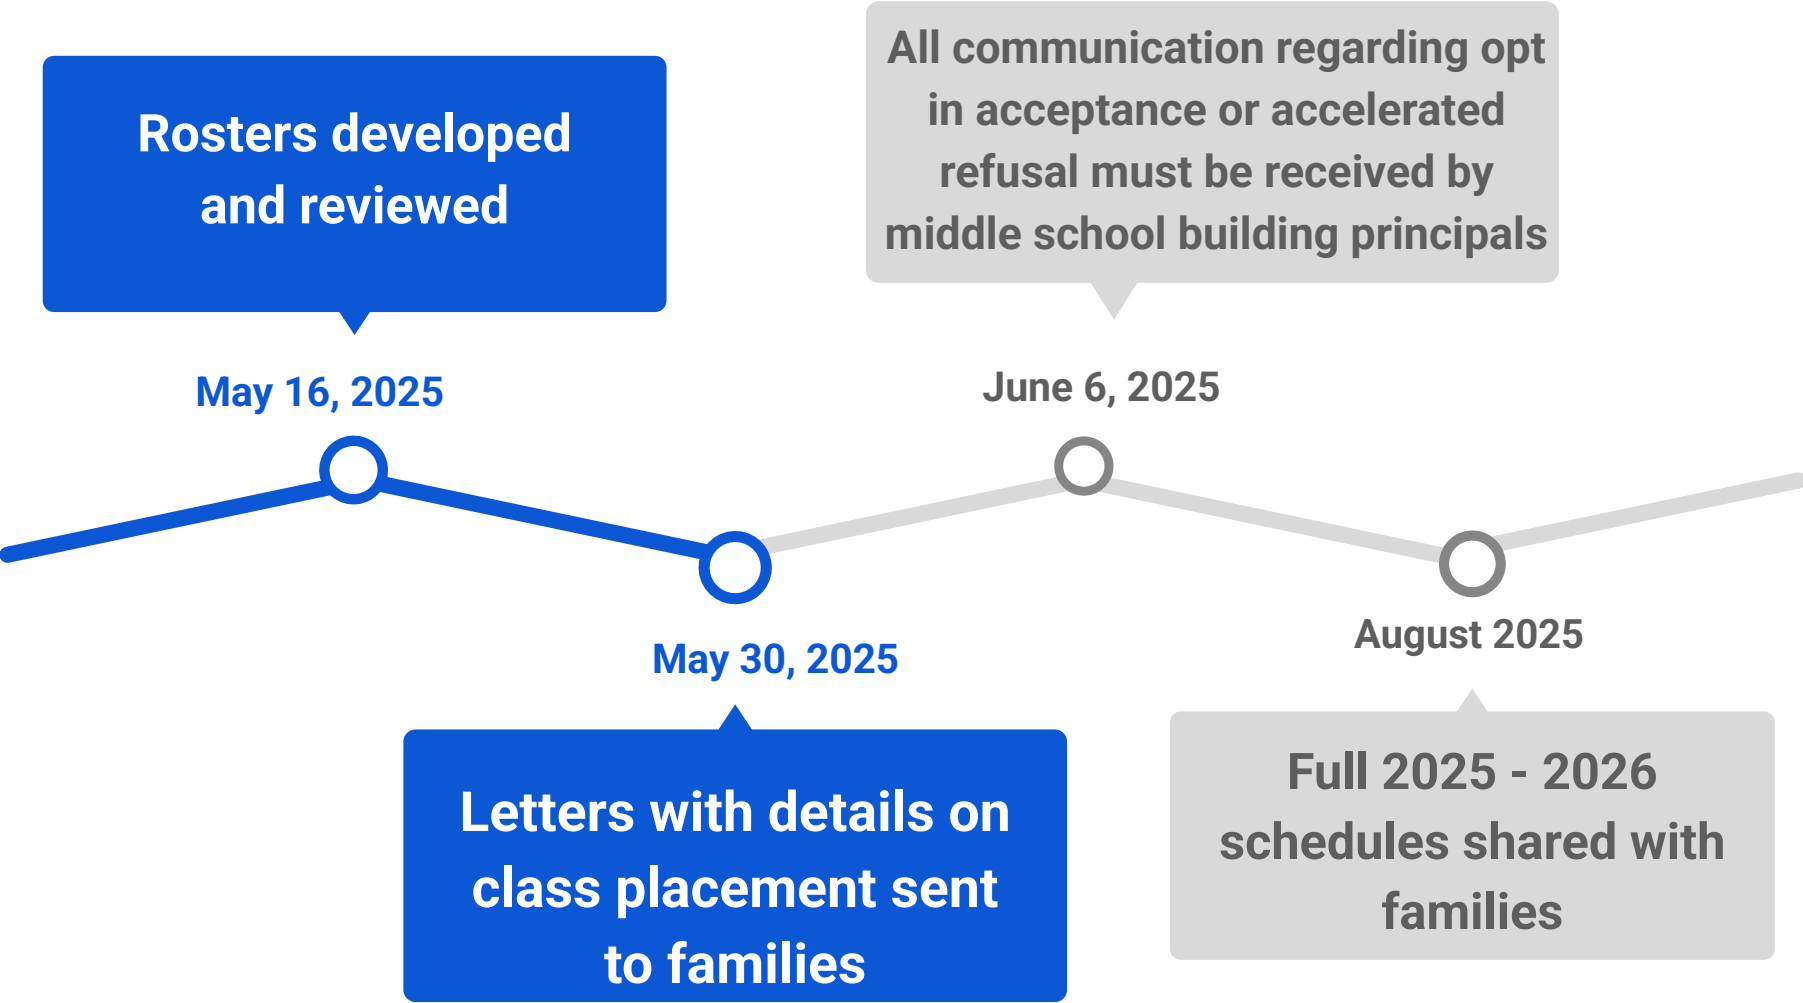 Rosters developed
and reviewed
May 16, 2025
All communication regarding opt
in acceptance or accelerated
refusal must be received by
middle school building principals
June 6, 2025
May 30, 2025
Letters with details on
class placement sent
to families
August 2025
Full 2025 - 2026
schedules shared with
families